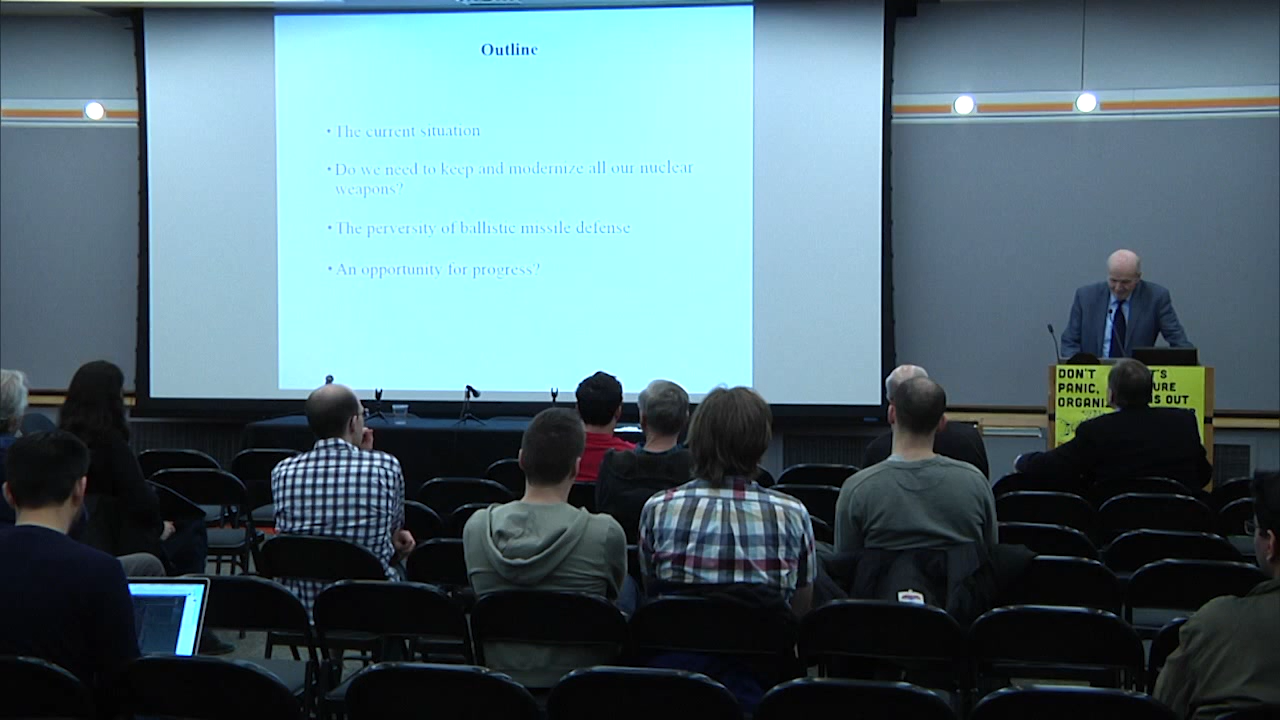 Outline
• The current situation
• Do we need to keep and modernize all our nuclear
weapons?
• The perversity of ballistic missile defense
• An opportunity for progress?
DON'T
PANIC,
OUT